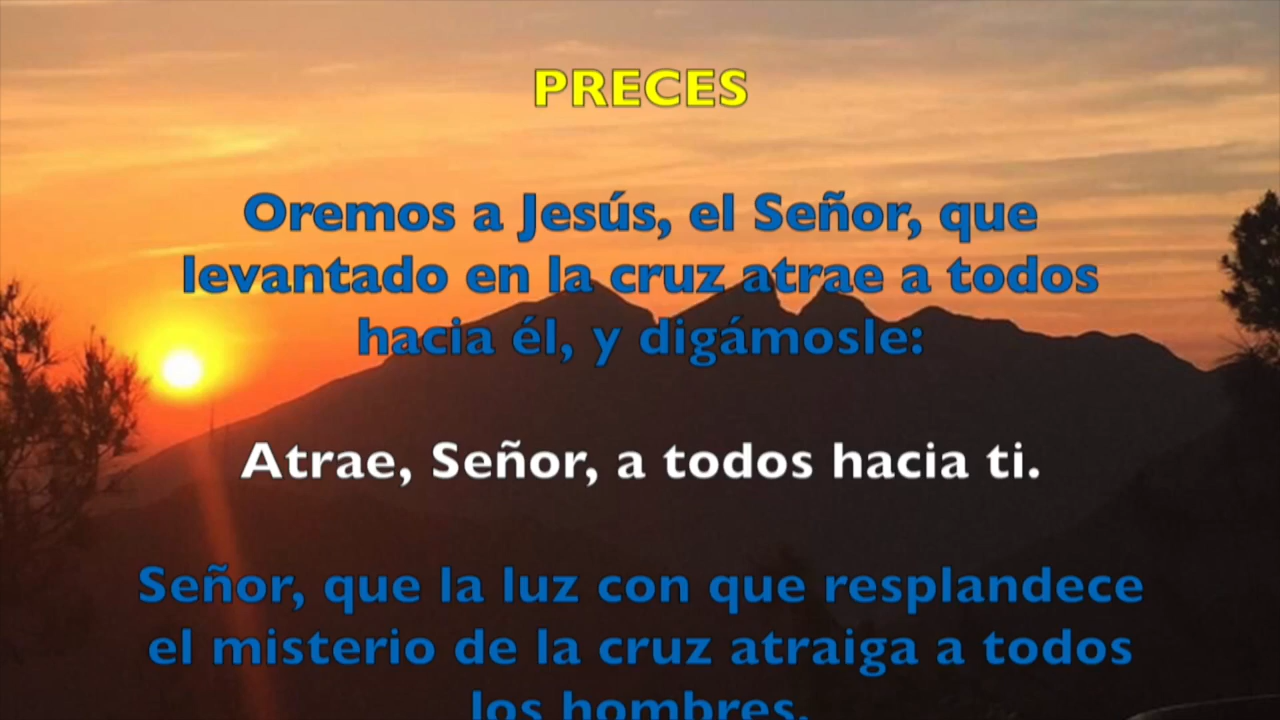 PRECES
Oremos a Jesús, el Señor, que
levantado en la cruz atrae a todos
hacia él, y digámosle:
Atrae, Señor, a todos hacia ti.
Señor, que la luz con que resplandece
el misterio de la cruz atraiga a todos
los hombres.